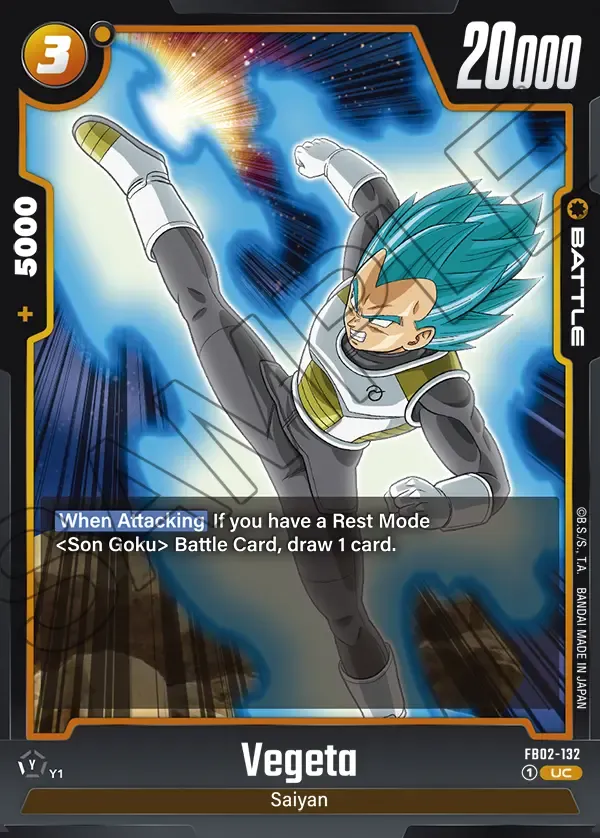 3
20000
+ 5000
BATTLE
SAMPLE
When Attacking If you have a Rest Mode
<Son Goku> Battle Card, draw 1 card.
©B.S./S., T.A. BANDAI MADE IN JAPAN
Vegeta
FB02-132
Y Y1
1 UC
Saiyan